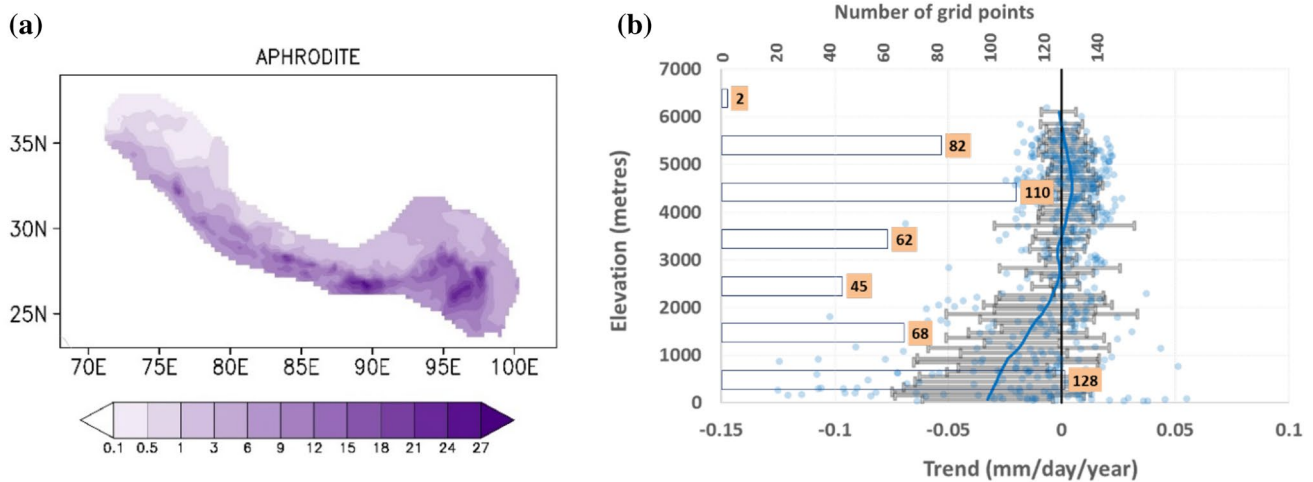 (a)
APHRODITE
35N
30N
25N
70E 75E 80E 85E 90E 95E 100E
0.1 0.5 1 3 6 9 12 15 18 21 24 27
(b)
Number of grid points
0 20 40 60 80 100 120 140
7000
6000
5000
4000
3000
2000
1000
0
Elevation (metres)
2
82
110
62
45
68
128
-0.15 -0.1 -0.05 0 0.05 0.1
Trend (mm/day/year)